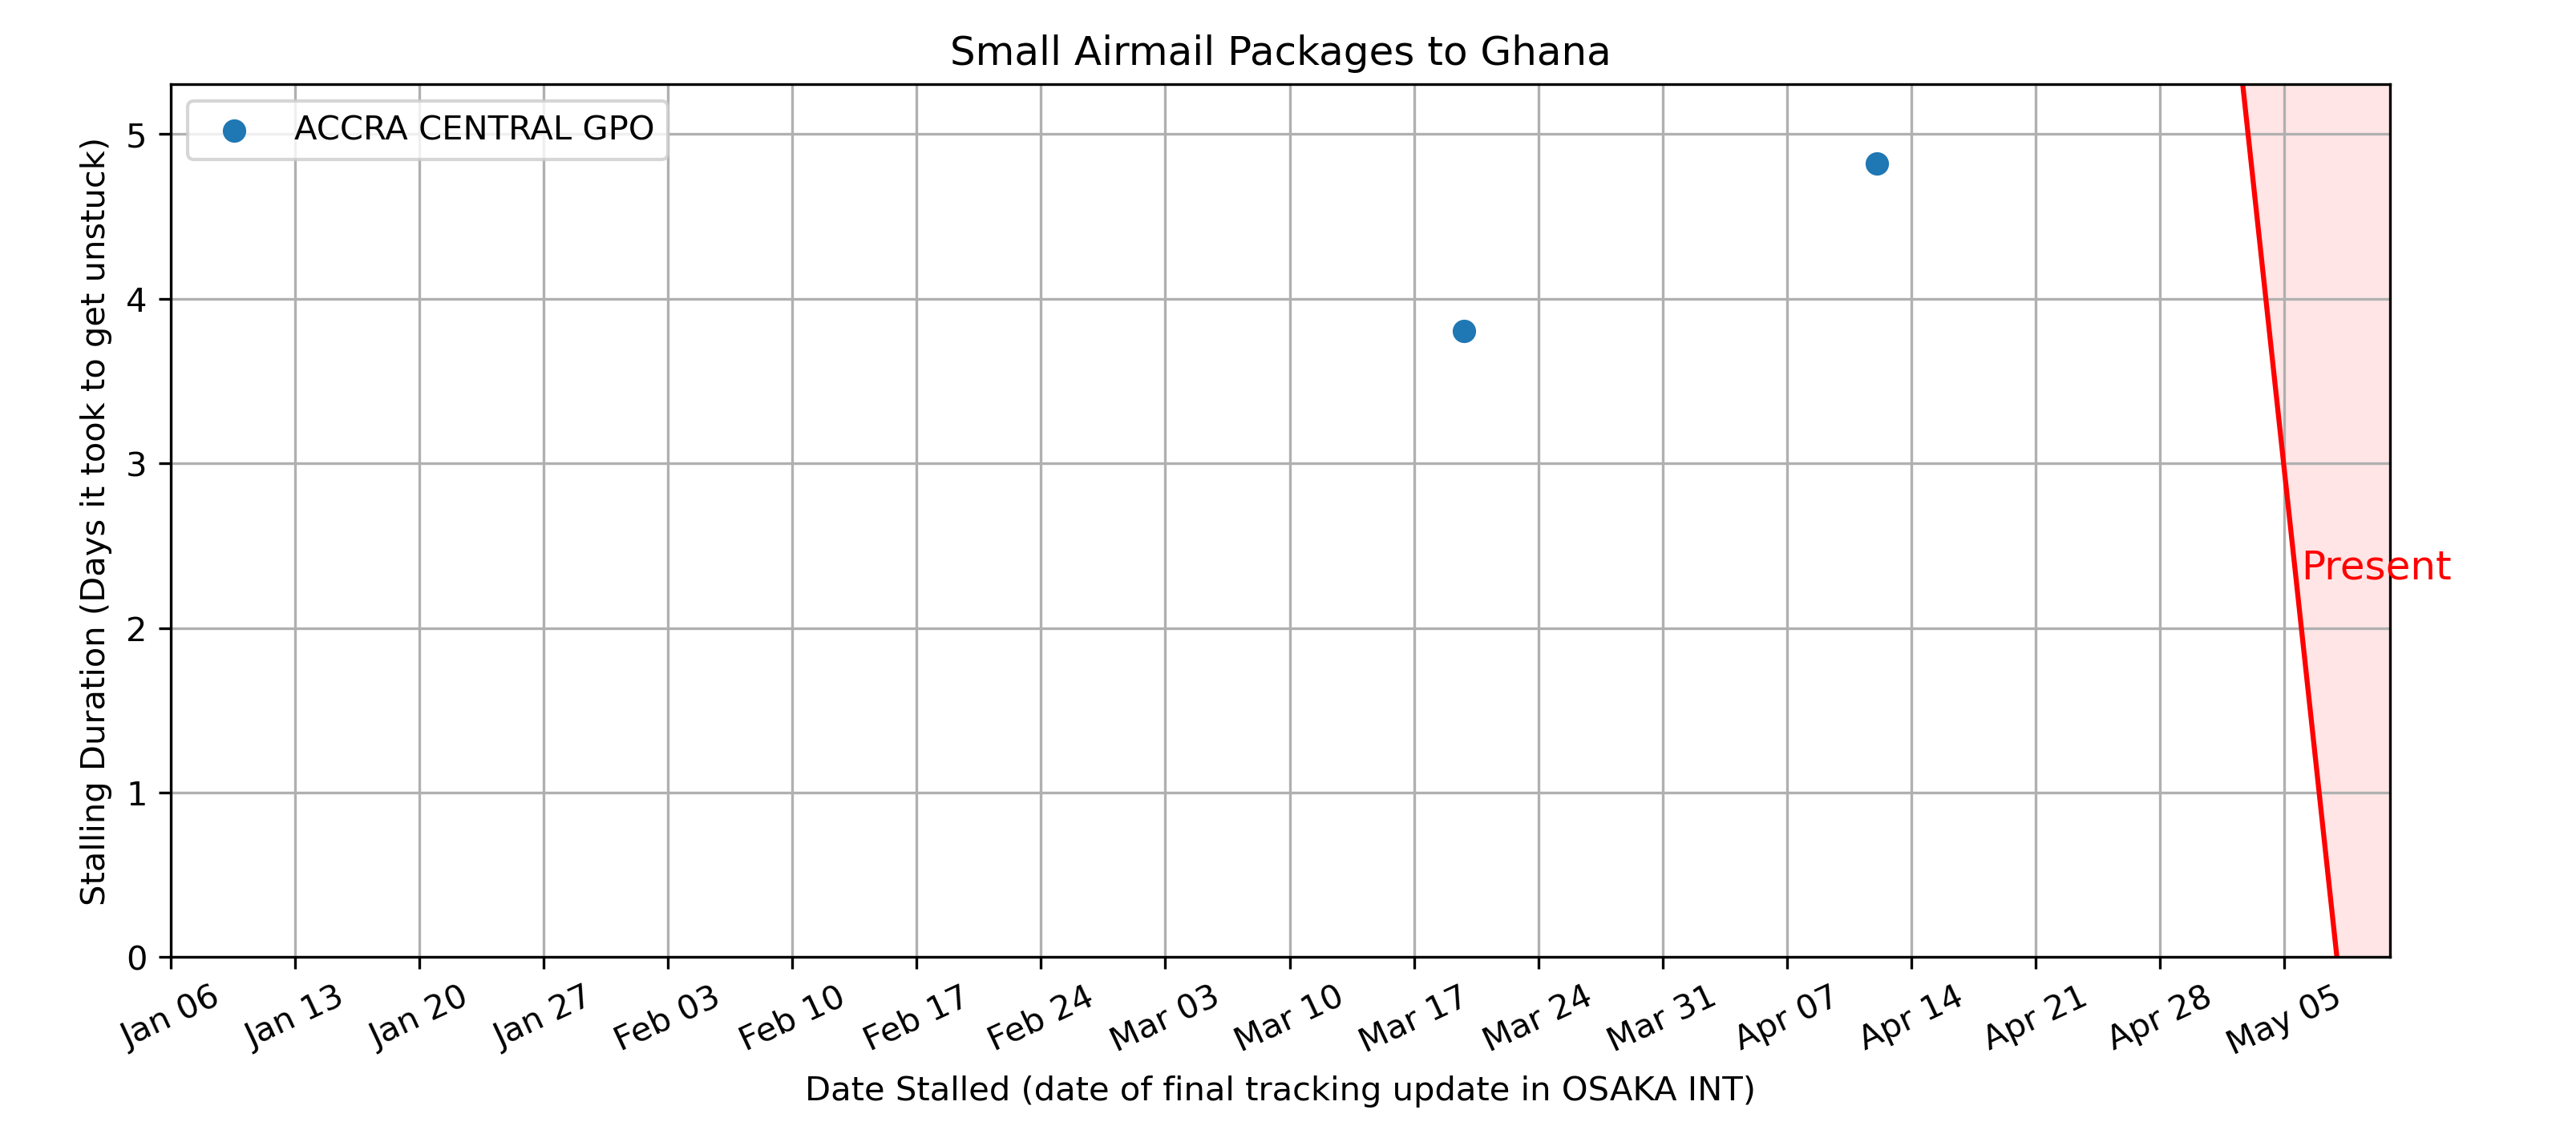 Small Airmail Packages to Ghana
ACCRA CENTRAL GPO
Stalling Duration (Days it took to get unstuck)
5
4
3
2
1
0
Present
Jan 06
Jan 13
Jan 20
Jan 27
Feb 03
Feb 10
Feb 17
Feb 24
Mar 03
Mar 10
Mar 17
Mar 24
Mar 31
Apr 07
Apr 14
Apr 21
Apr 28
May 05
Date Stalled (date of final tracking update in OSAKA INT)